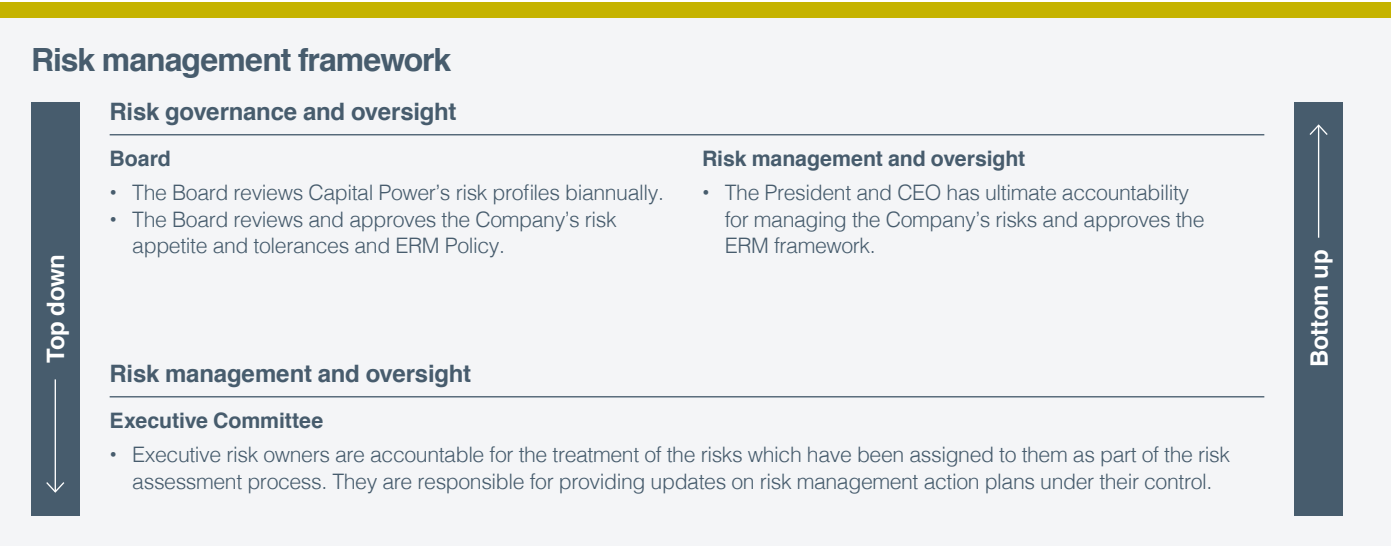 Risk management framework
Top down
Risk governance and oversight
Board
• The Board reviews Capital Power's risk profiles biannually.
• The Board reviews and approves the Company's risk
appetite and tolerances and ERM Policy.
Risk management and oversight
• The President and CEO has ultimate accountability
for managing the Company's risks and approves the
ERM framework.
Risk management and oversight
Executive Committee
• Executive risk owners are accountable for the treatment of the risks which have been assigned to them as part of the risk
assessment process. They are responsible for providing updates on risk management action plans under their control.
Bottom up